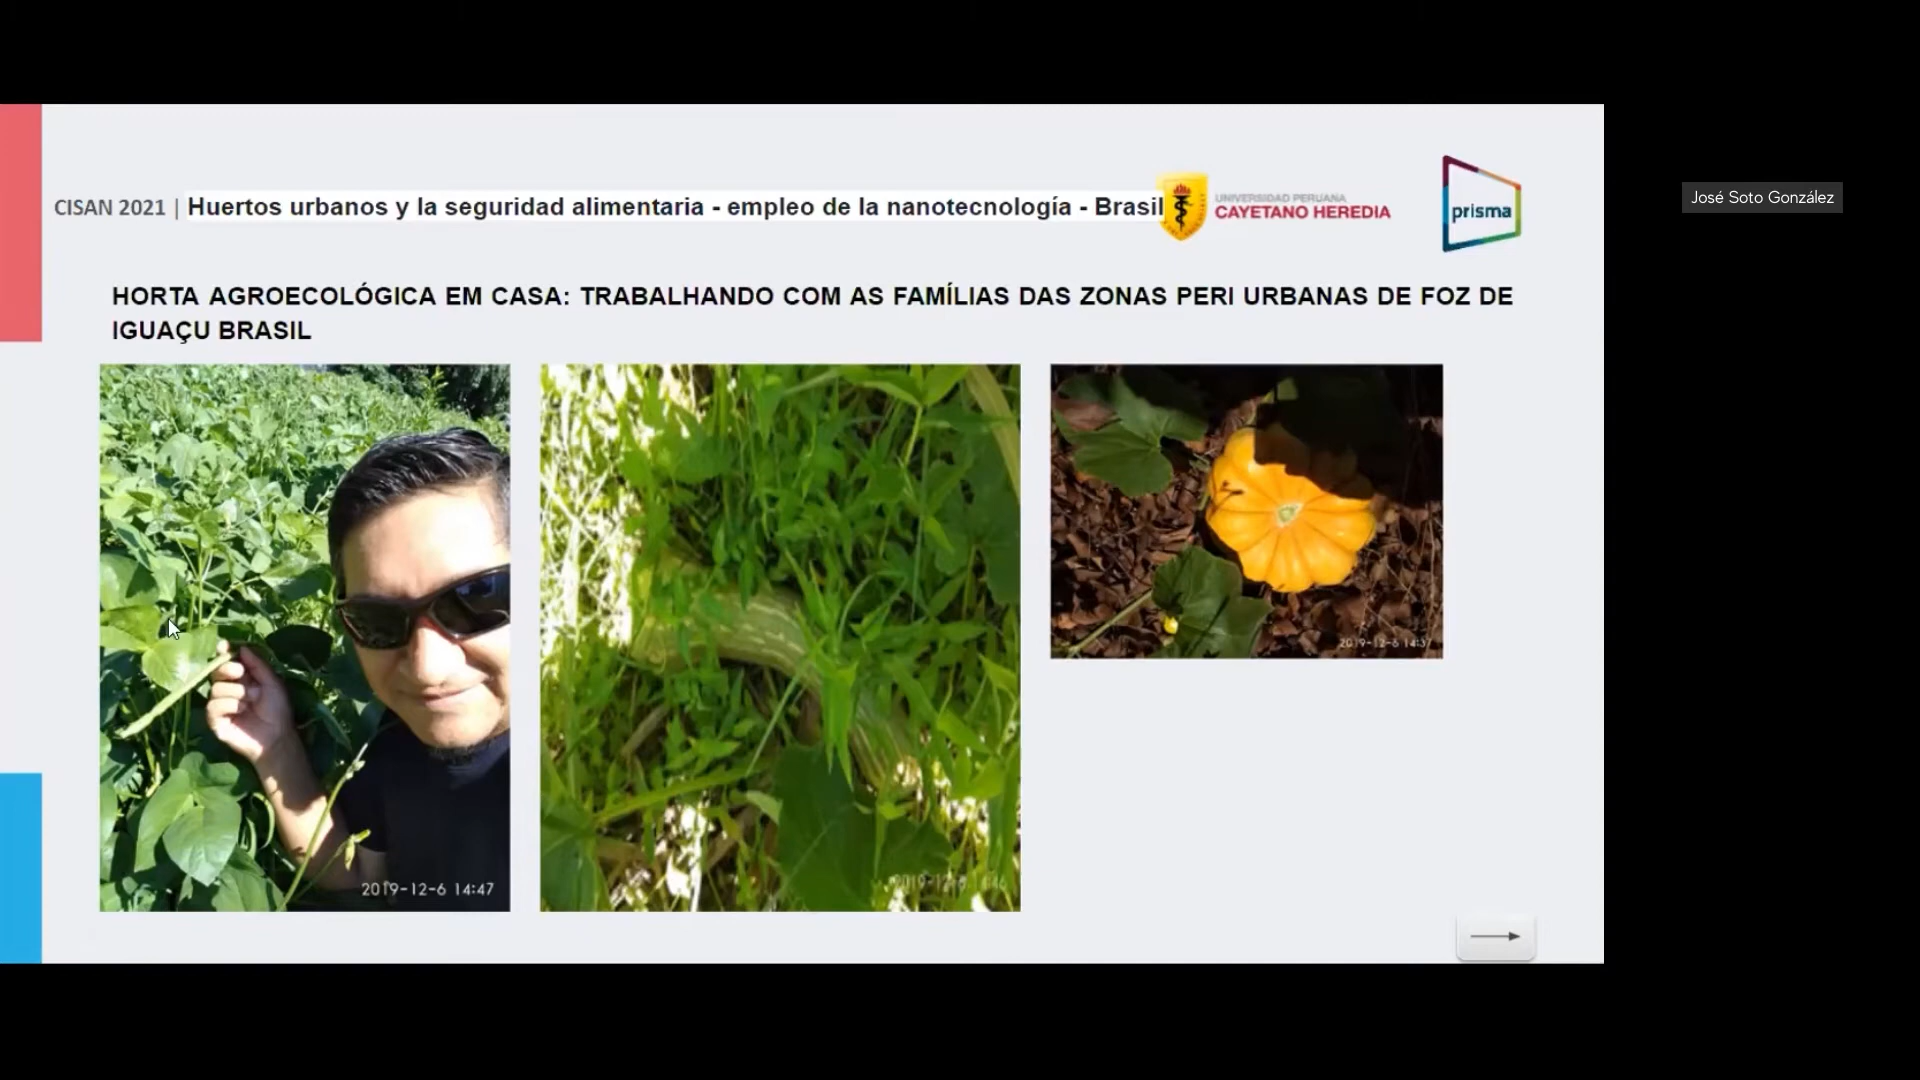 José Soto González
CISAN 2021 | Huertos urbanos y la seguridad alimentaria - empleo de la nanotecnología - Brasil
UNIVERSIDAD PERUANA
CAYETANO HEREDIA
prisma
HORTA AGROECOLÓGICA EM CASA: TRABALHANDO COM AS FAMÍLIAS DAS ZONAS PERI URBANAS DE FOZ DE
IGUAÇU BRASIL
2019-12-6 14:47
2019-12-6 14:37